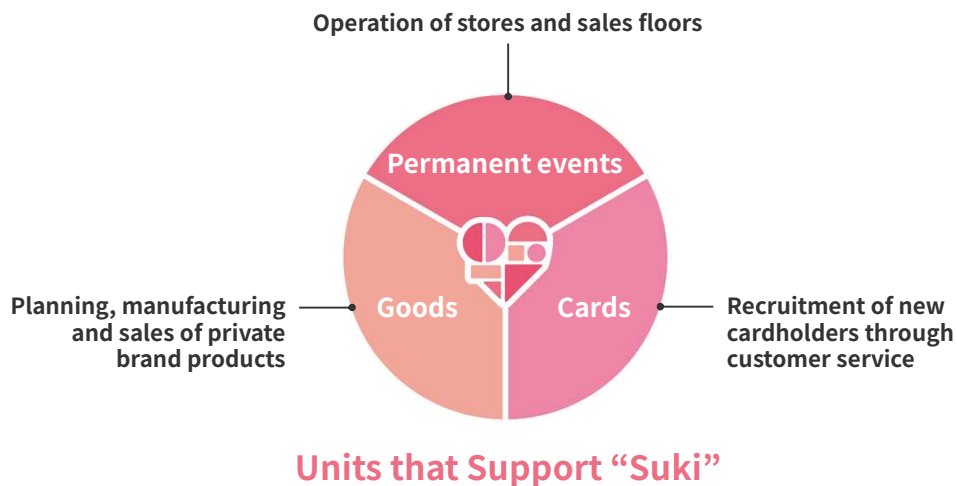 Operation of stores and sales floors
Permanent events
Goods
Cards
Planning, manufacturing
and sales of private
brand products
Recruitment of new
cardholders through
customer service
Units that Support “Suki”